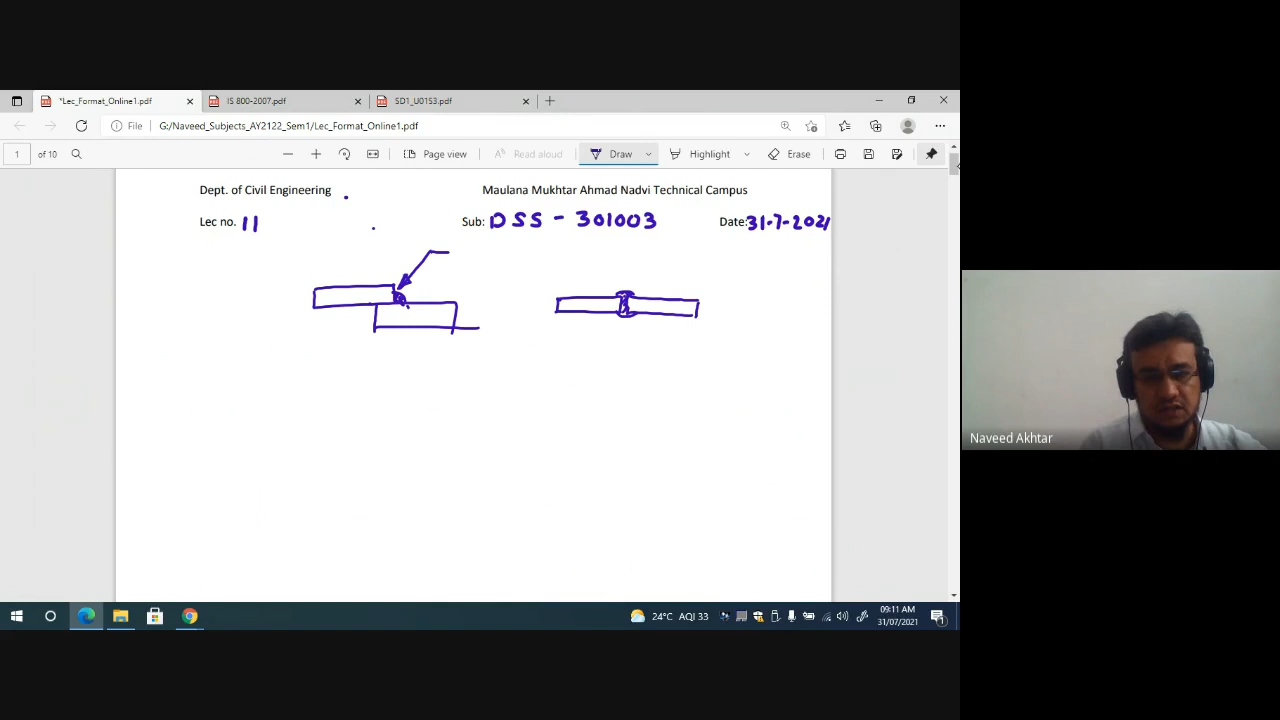 *Lec_Format_Online1.pdf
IS 800-2007.pdf
SD1_U01S3.pdf
File
G:/Naveed_Subjects_AY2122_Sem1/Lec_Format_Online1.pdf
1 of 10
Page view
Read aloud
Draw
Highlight
Erase
Dept. of Civil Engineering
Maulana Mukhtar Ahmad Nadvi Technical Campus
Lec no. 11
Sub: DSS - 301003
Date: 31-7-2021
Naveed Akhtar
24°C AQI 33
09:11 AM
31/07/2021
1